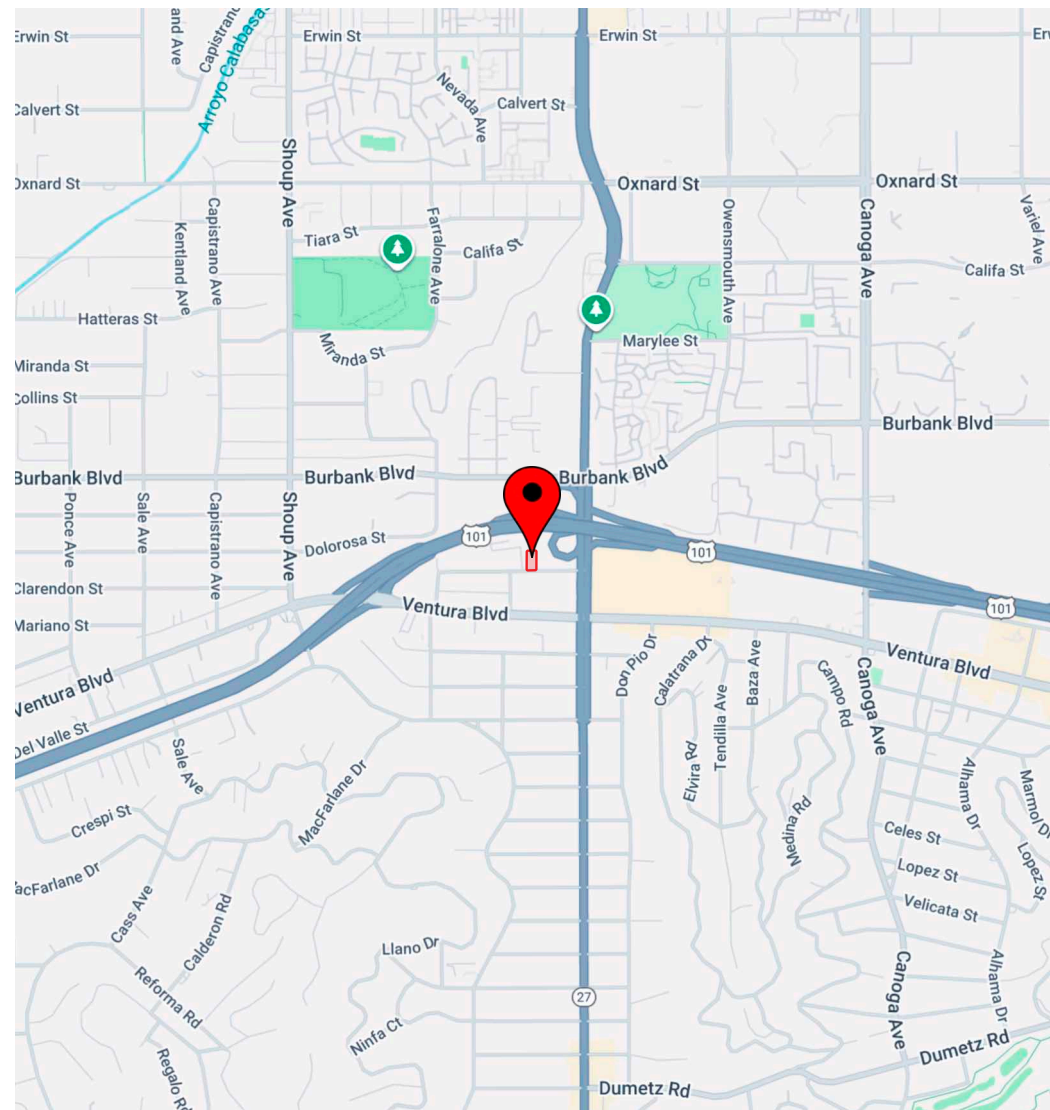 Erwin St
and Ave
Capistrano
Erwin St
Erwin St
Er
Arroyo Calabasas
Nevada Ave
Calvert St
Calvert St
Shoup Ave
Oxnard St
Oxnard St
Oxnard St
Kentland Ave
Capistrano Ave
Tiara St
Farralone Ave
Califa St
Owensmouth Ave
Canoga Ave
Variel Ave
Califa St
Hatteras St
Miranda St
Marylee St
Miranda St
Collins St
Burbank Blvd
Burbank Blvd
Burbank Blvd
Burbank Blvd
Ponce Ave
Sale Ave
Capistrano Ave
Shoup Ave
Dolorosa St
101
101
Clarendon St
Ventura Blvd
101
Mariano St
Ventura Blvd
Don Pio Dr
Calatrana Dr
Baza Ave
Campo Rd
Canoga Ave
Ventura Blvd
Del Valle St
Sale Ave
Tendilla Ave
Elvira Rd
Medina Rd
Alhama Dr
Marmol Dr
MacFarlane Dr
Crespi St
Celes St
Lopez St
Lopez St
acFarlane Dr
Velicata St
Cass Ave
Calderon Rd
Llano Dr
Canoga Ave
Alhama Dr
Reforma Rd
27
Ninfa Ct
Regalo Rd
Dumetz Rd
Dumetz Rd